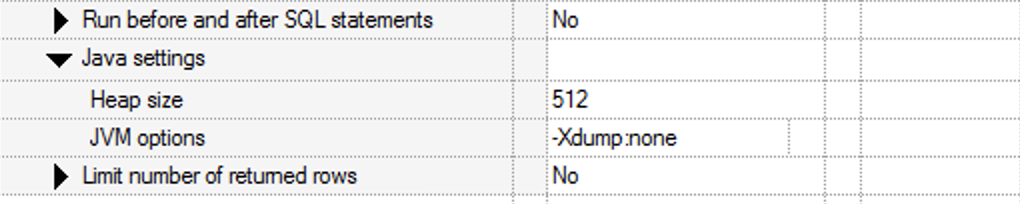 Run before and after SQL statements No
Java settings
Heap size 512
JVM options -Xdump:none
Limit number of returned rows No